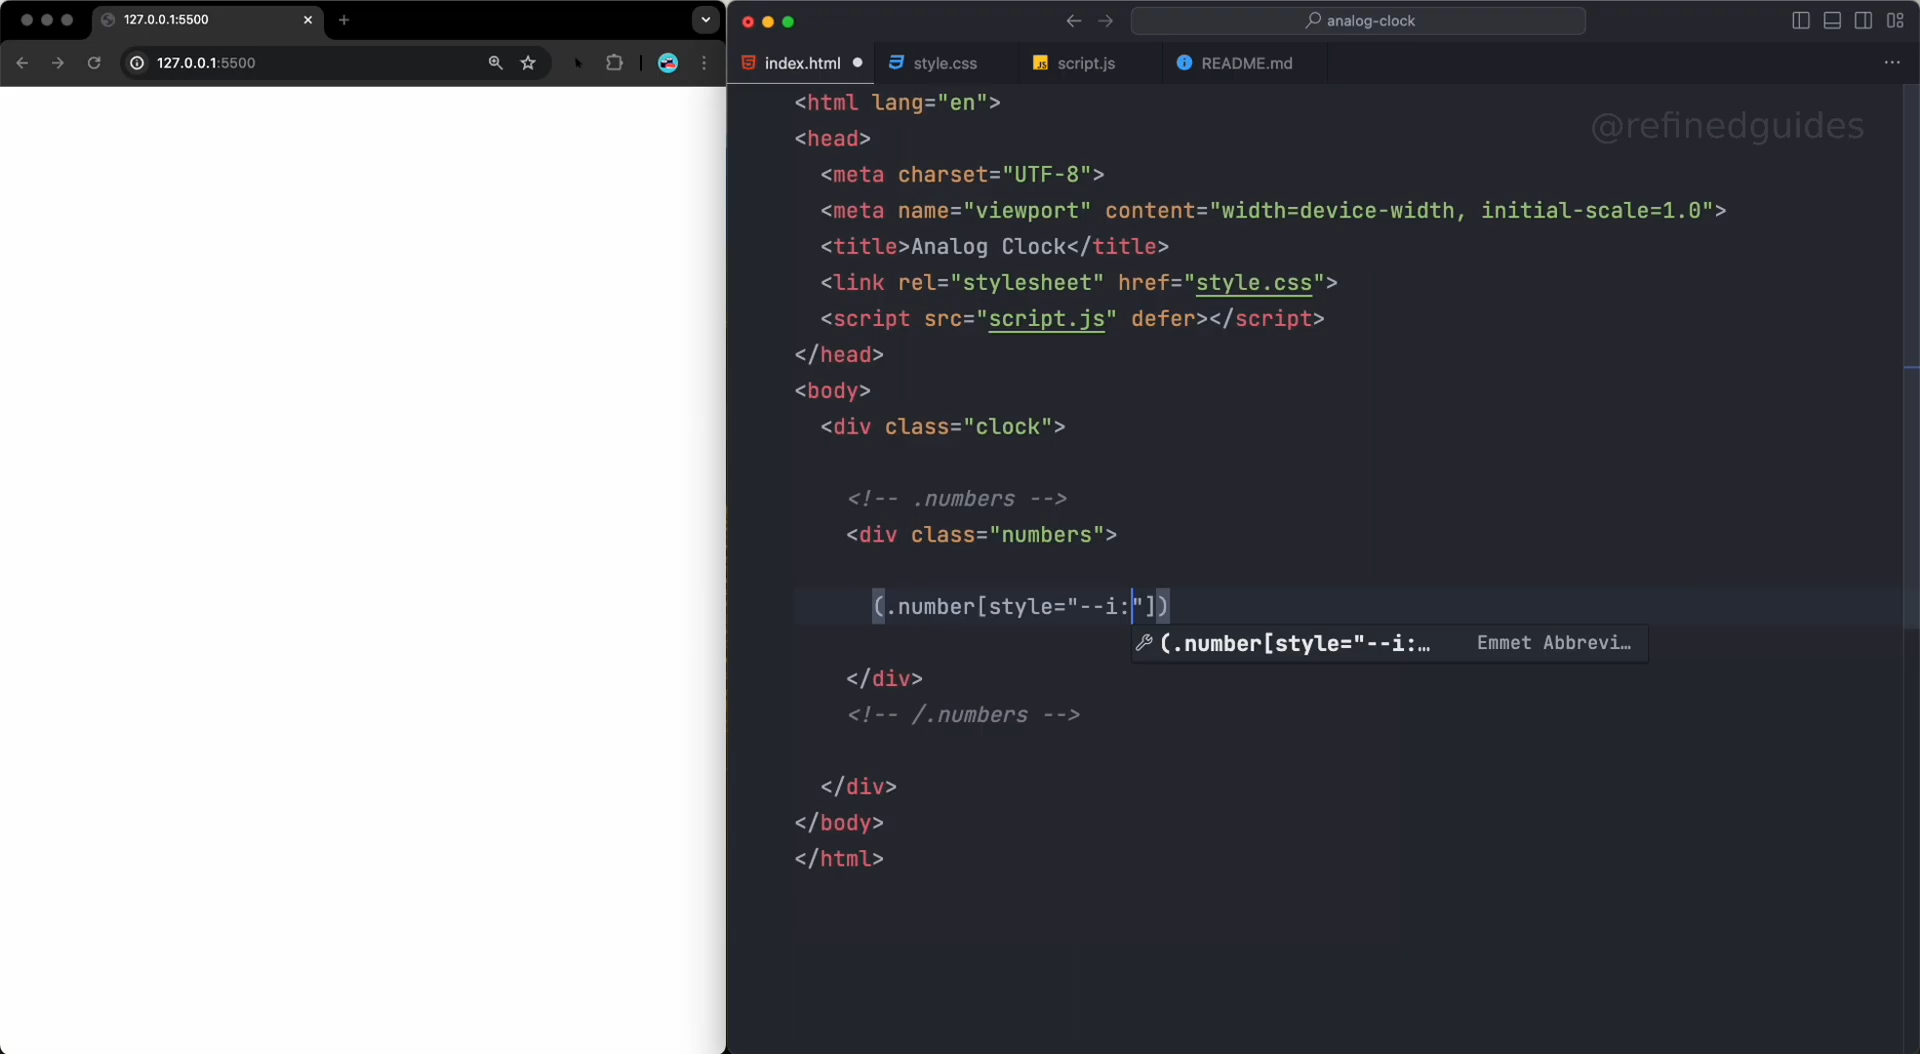 127.0.0.1:5500
127.0.0.1:5500
analog-clock
index.html
style.css
script.js
README.md
@refinedguides
<html lang="en">
<head>
<meta charset="UTF-8">
<meta name="viewport" content="width=device-width, initial-scale=1.0">
<title>Analog Clock</title>
<link rel="stylesheet" href="style.css">
<script src="script.js" defer></script>
</head>
<body>
<div class="clock">
<!-- .numbers -->
<div class="numbers">
(.number[style="--i:"])
(.number[style="--i:… Emmet Abbrevi…
</div>
<!-- /.numbers -->
</div>
</body>
</html>